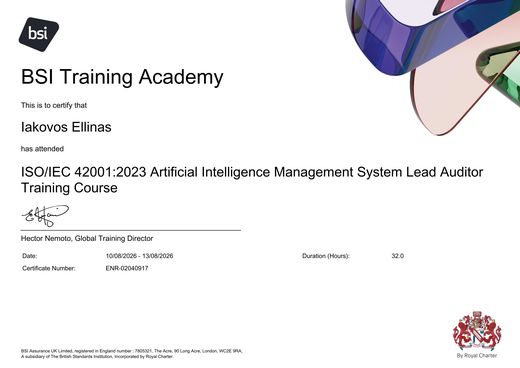 bsi
BSI Training Academy
This is to certify that
Iakovos Ellinas
has attended
ISO/IEC 42001:2023 Artificial Intelligence Management System Lead Auditor
Training Course
Hector Nemoto, Global Training Director
Date: 10/08/2026 - 13/08/2026 Duration (Hours): 32.0
Certificate Number: ENR-02040917
BSI Assurance UK Limited, registered in England number : 7805321, The Acre, 90 Long Acre, London, WC2E 9RA,
A subsidiary of The British Standards Institution, Incorporated by Royal Charter.
By Royal Charter